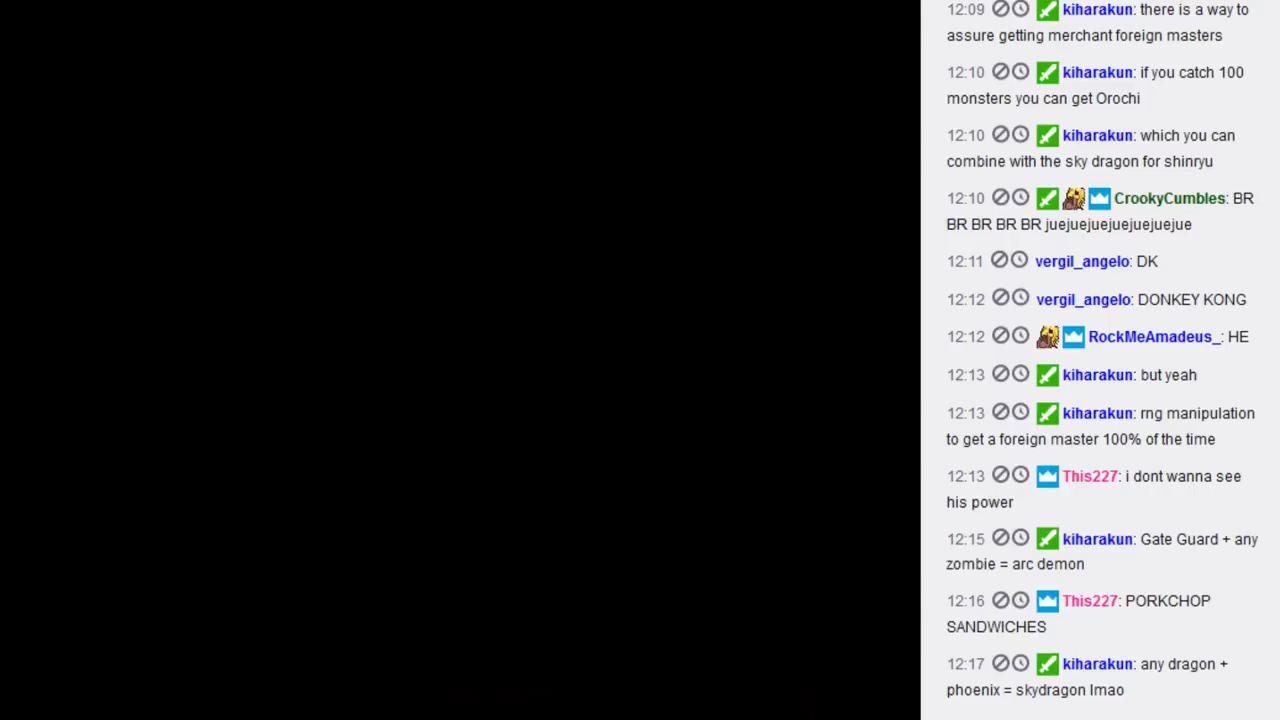 12:09 kiharakun: there is a way to
assure getting merchant foreign masters
12:10 kiharakun: if you catch 100
monsters you can get Orochi
12:10 kiharakun: which you can
combine with the sky dragon for shinryu
12:10 CrookyCumbles: BR
BR BR BR BR juejuejuejuejuejuejue
12:11 vergil_angelo: DK
12:12 vergil_angelo: DONKEY KONG
12:12 RockMeAmadeus_: HE
12:13 kiharakun: but yeah
12:13 kiharakun: rng manipulation
to get a foreign master 100% of the time
12:13 This227: i dont wanna see
his power
12:15 kiharakun: Gate Guard + any
zombie = arc demon
12:16 This227: PORKCHOP
SANDWICHES
12:17 kiharakun: any dragon +
phoenix = skydragon lmao